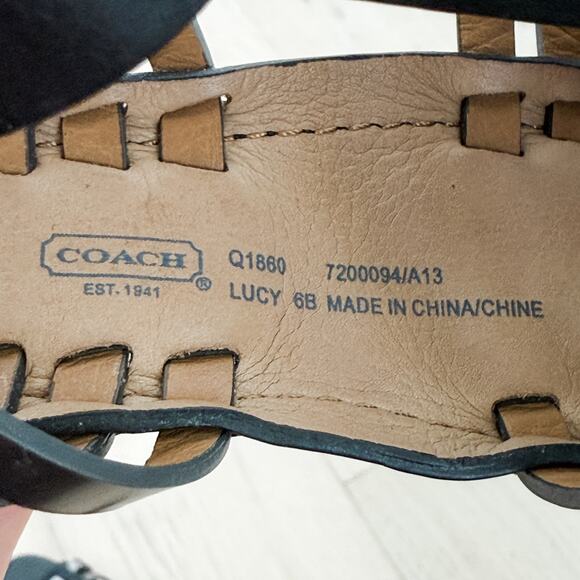 COACH ®
EST. 1941
Q1860 7200094/A13
LUCY 6B MADE IN CHINA/CHINE